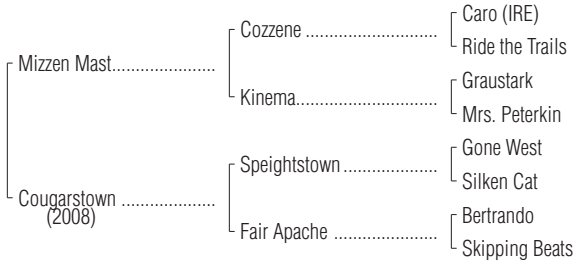 Caro (IRE)
Cozzene
Ride the Trails
Mizzen Mast
Graustark
Kinema
Mrs. Peterkin
Gone West
Speightstown
Silken Cat
Cougarstown
(2008)
Bertrando
Fair Apache
Skipping Beats